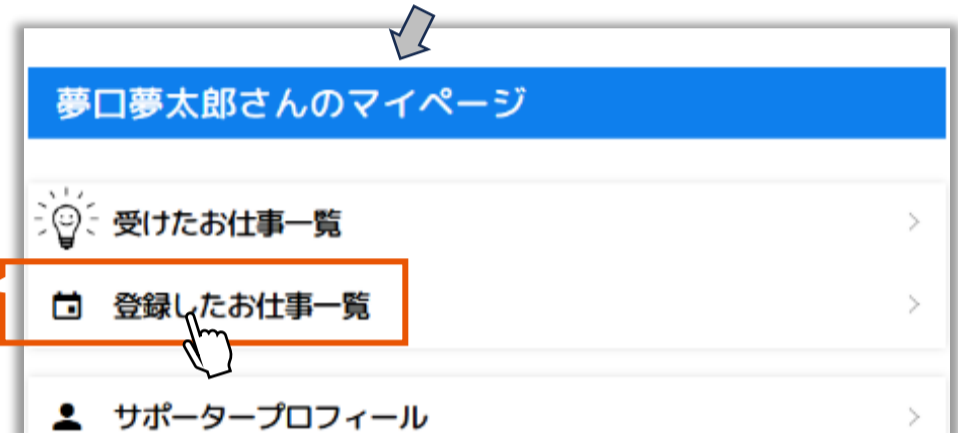 夢口夢太郎さんのマイページ
受けたお仕事一覧
登録したお仕事一覧
サポータープロフィール